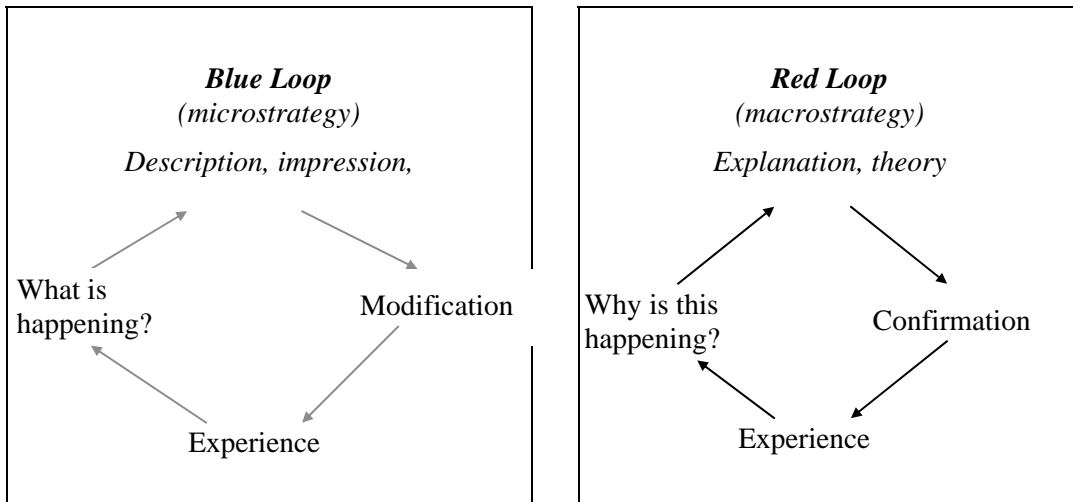 Blue Loop
(microstrategy)
Description, impression,
What is
happening?
Modification
Experience
Red Loop
(macrostrategy)
Explanation, theory
Why is this
happening?
Confirmation
Experience